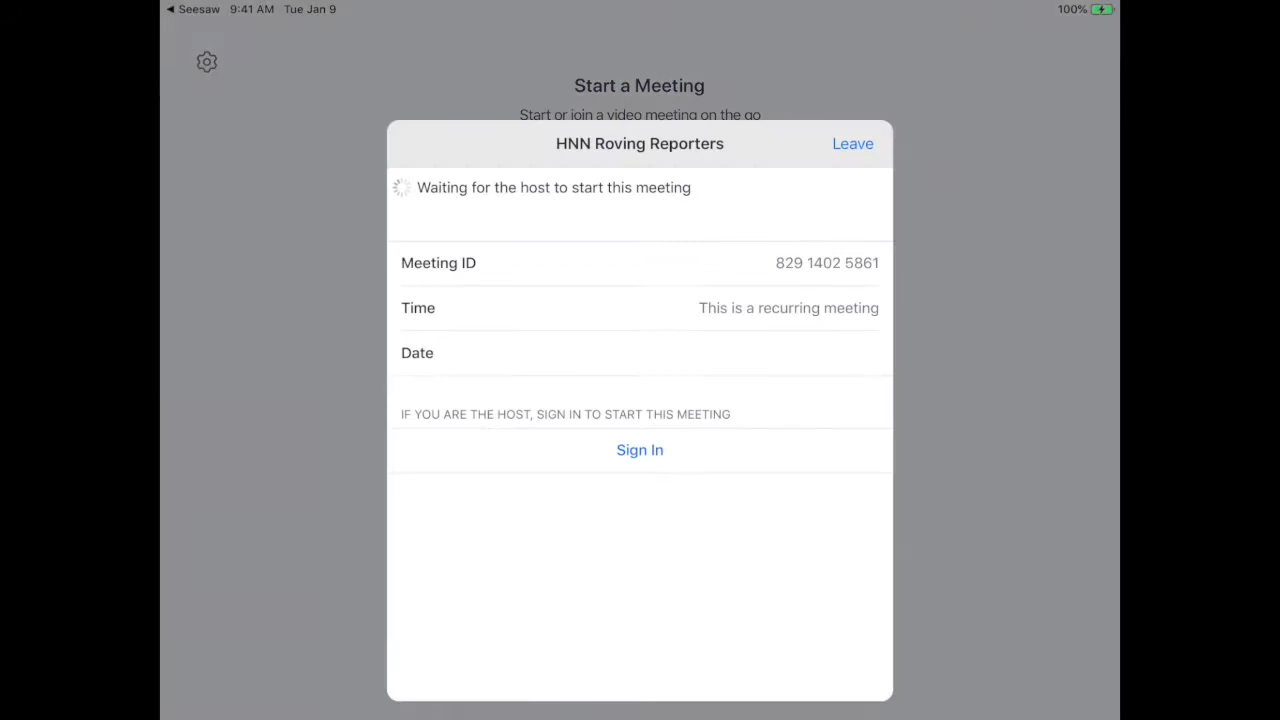 ◀ Seesaw 9:41 AM Tue Jan 9 100%
Start a Meeting
Start or join a video meeting on the go
HNN Roving Reporters Leave
Waiting for the host to start this meeting
Meeting ID 829 1402 5861
Time This is a recurring meeting
Date
IF YOU ARE THE HOST, SIGN IN TO START THIS MEETING
Sign In